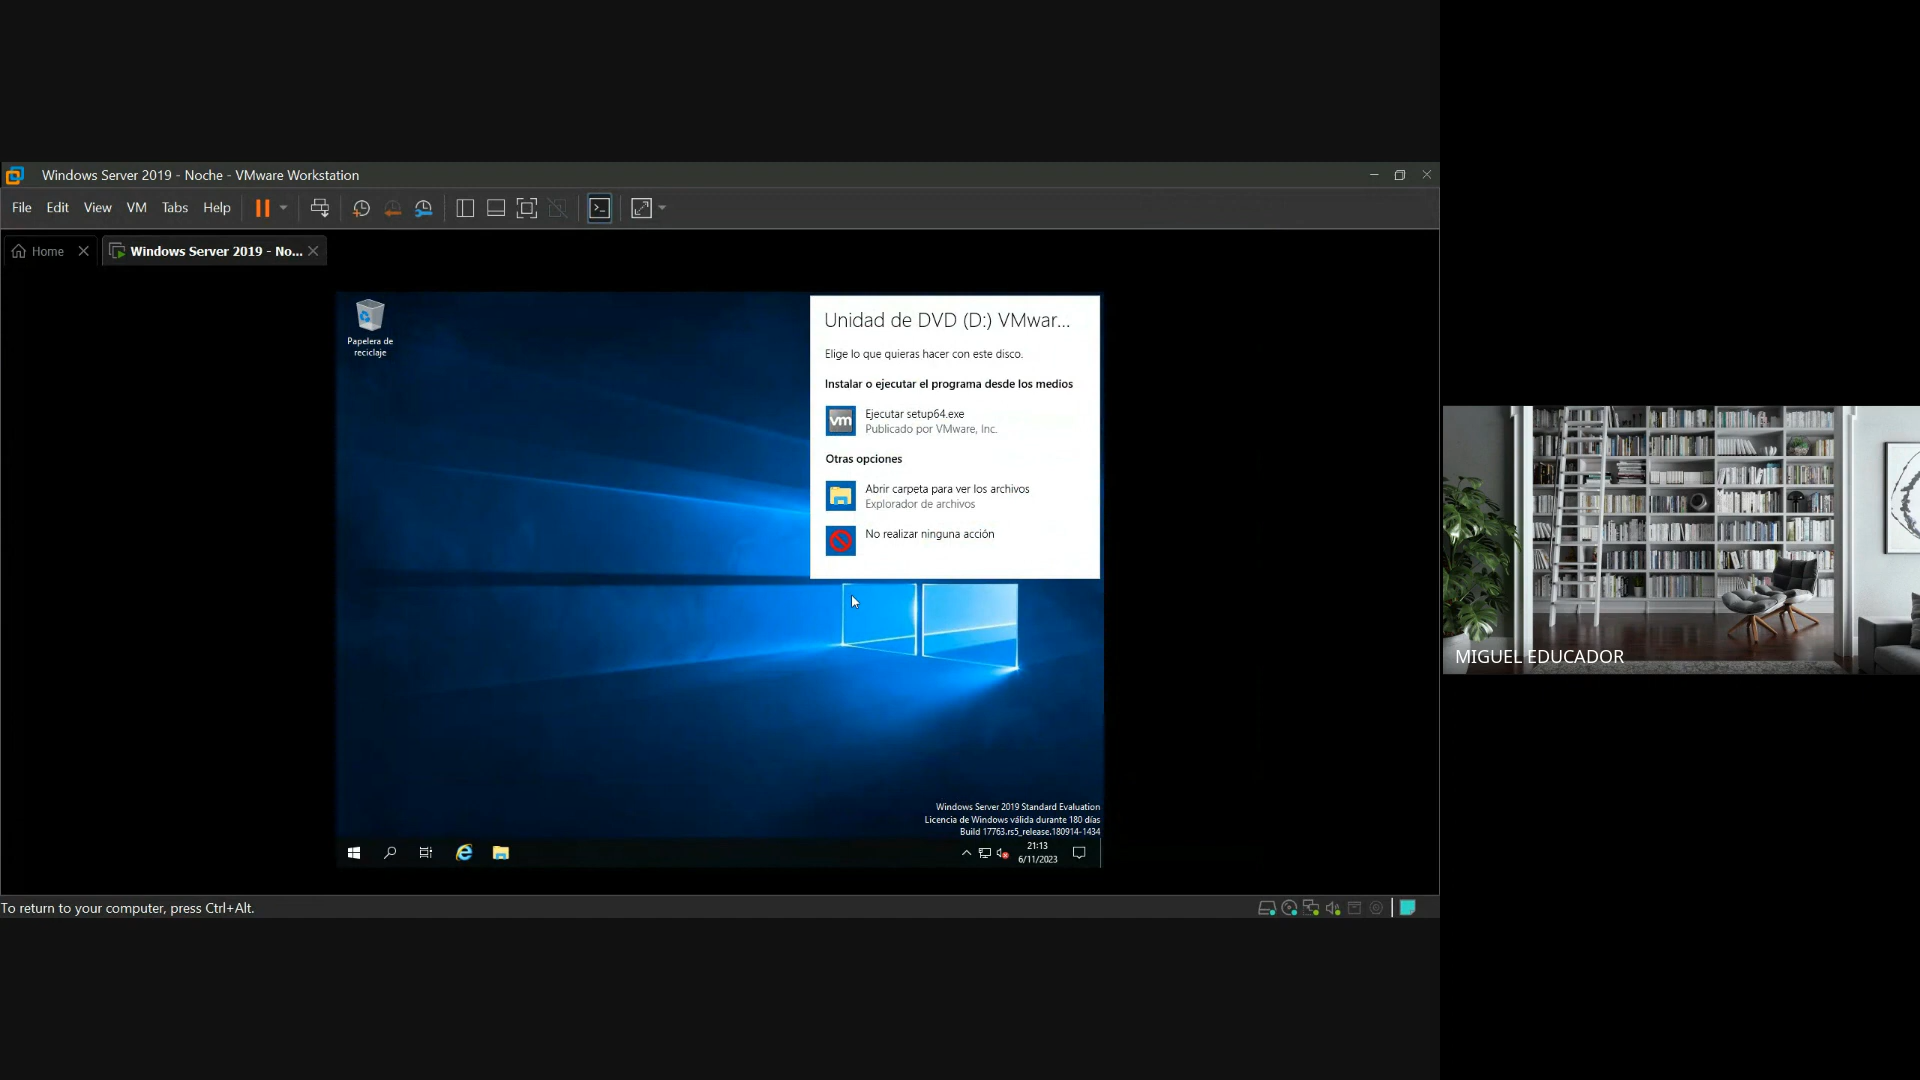 Windows Server 2019 - Noche - VMware Workstation
File Edit View VM Tabs Help
Home
Windows Server 2019 - No...
Papelera de
reciclaje
Unidad de DVD (D:) VMwar...
Elige lo que quieras hacer con este disco.
Instalar o ejecutar el programa desde los medios
vm
Ejecutar setup64.exe
Publicado por VMware, Inc.
Otras opciones
Abrir carpeta para ver los archivos
Explorador de archivos
No realizar ninguna acción
MIGUEL EDUCADOR
Windows Server 2019 Standard Evaluation
Licencia de Windows válida durante 180 días
Build 17763.rs5_release.180914-1434
21:13
6/11/2023
To return to your computer, press Ctrl+Alt.